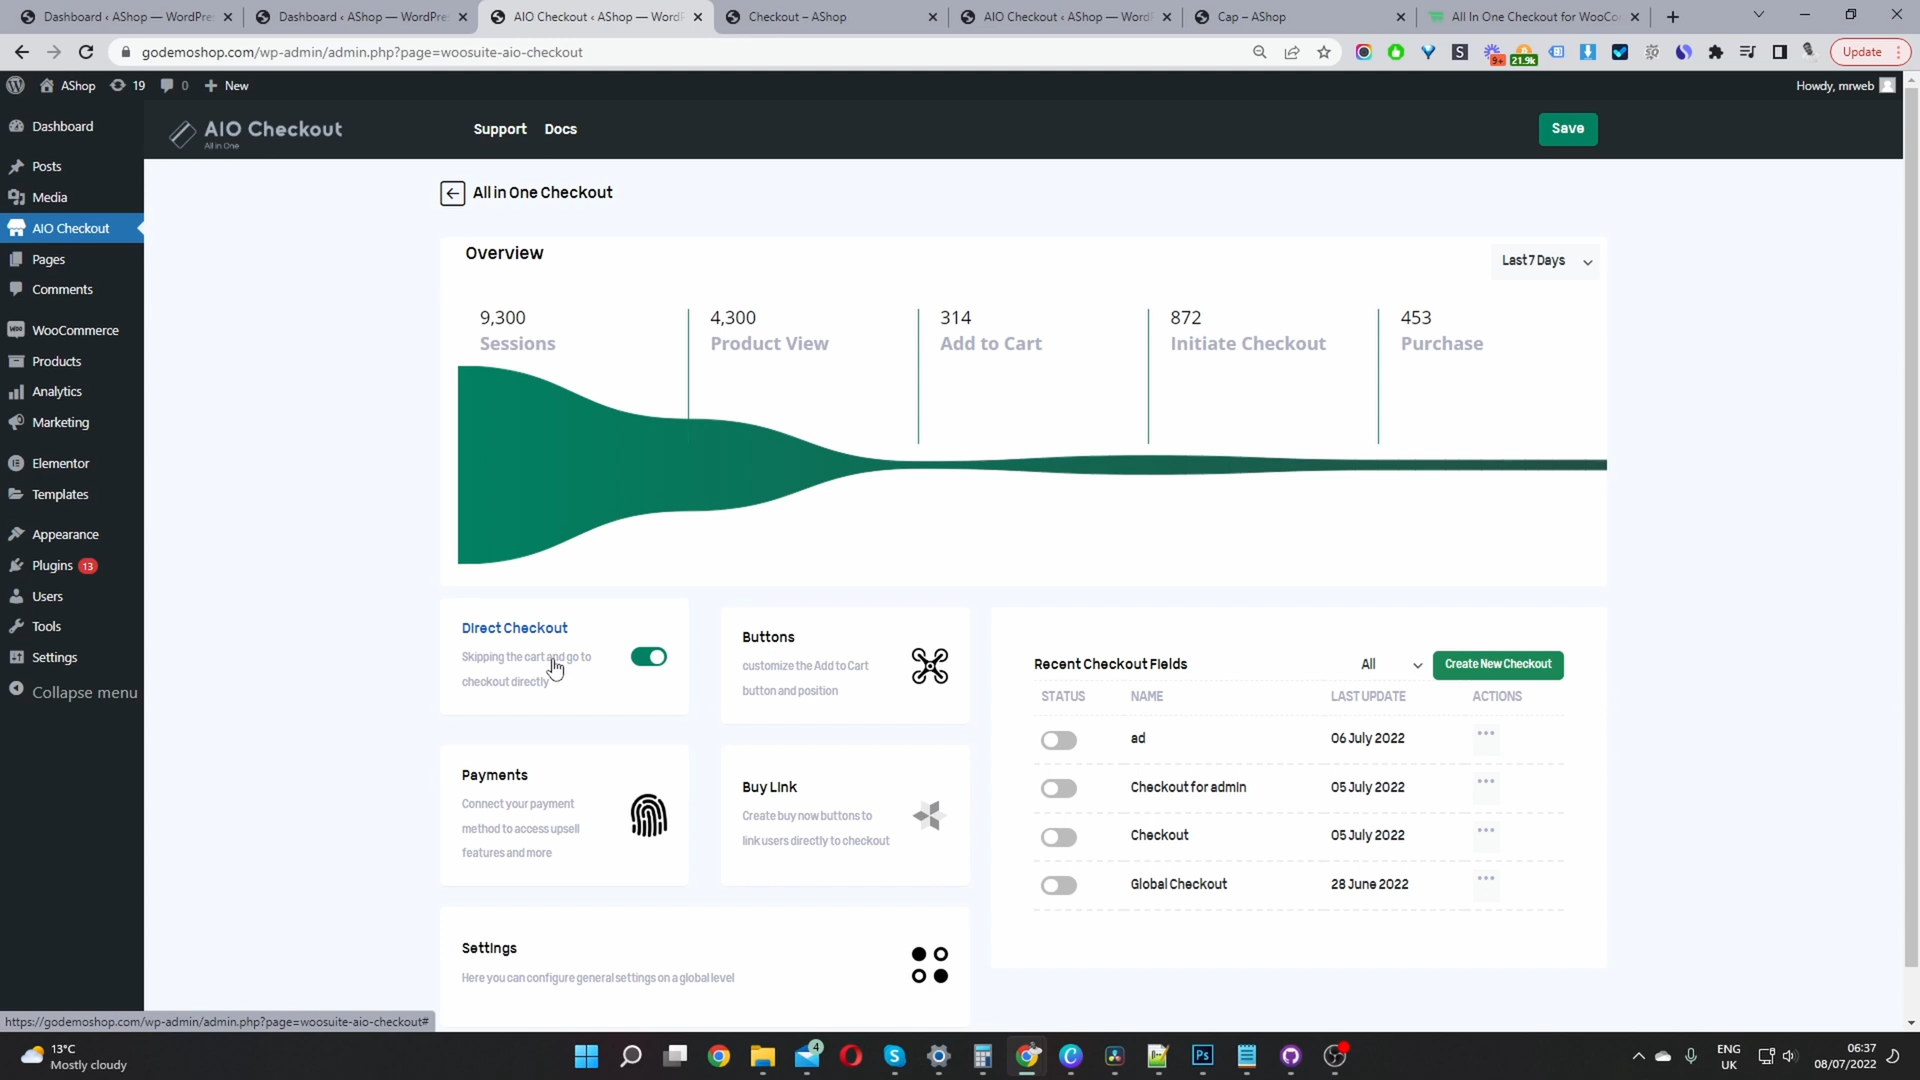 Dashboard ‹ AShop — WordPre
Dashboard ‹ AShop — WordPre
AIO Checkout ‹ AShop — WordP
Checkout – AShop
AIO Checkout ‹ AShop — WordP
Cap – AShop
All In One Checkout for WooCo
godemoshop.com/wp-admin/admin.php?page=woosuite-aio-checkout
9+
21.9k
Update
AShop
19
0
New
Howdy, mrweb
AIO Checkout
All in One
Support
Docs
Save
Dashboard
Posts
Media
AIO Checkout
Pages
Comments
WooCommerce
Products
Analytics
Marketing
Elementor
Templates
Appearance
Plugins 13
Users
Tools
Settings
Collapse menu
All in One Checkout
Overview
Last 7 Days
9,300
Sessions
4,300
Product View
314
Add to Cart
872
Initiate Checkout
453
Purchase
Direct Checkout
Skipping the cart and go to
checkout directly
Buttons
customize the Add to Cart
button and position
Payments
Connect your payment
method to access upsell
features and more
Buy Link
Create buy now buttons to
link users directly to checkout
Settings
Here you can configure general settings on a global level
Recent Checkout Fields
All
Create New Checkout
STATUS NAME LAST UPDATE ACTIONS
ad 06 July 2022
Checkout for admin 05 July 2022
Checkout 05 July 2022
Global Checkout 28 June 2022
https://godemoshop.com/wp-admin/admin.php?page=woosuite-aio-checkout#
13°C
Mostly cloudy
4
Ps
ENG
UK
06:37
08/07/2022